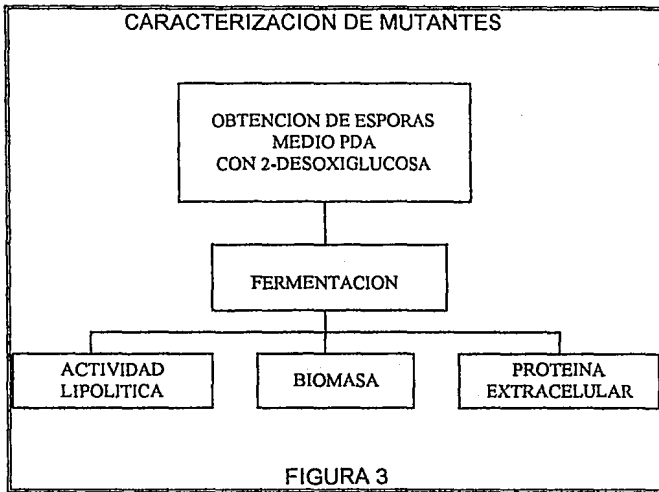 CARACTERIZACION DE MUTANTES
OBTENCION DE ESPORAS
MEDIO PDA
CON 2-DESOXIGLUCOSA
FERMENTACION
ACTIVIDAD
LIPOLITICA
BIOMASA
PROTEINA
EXTRACELULAR
FIGURA 3